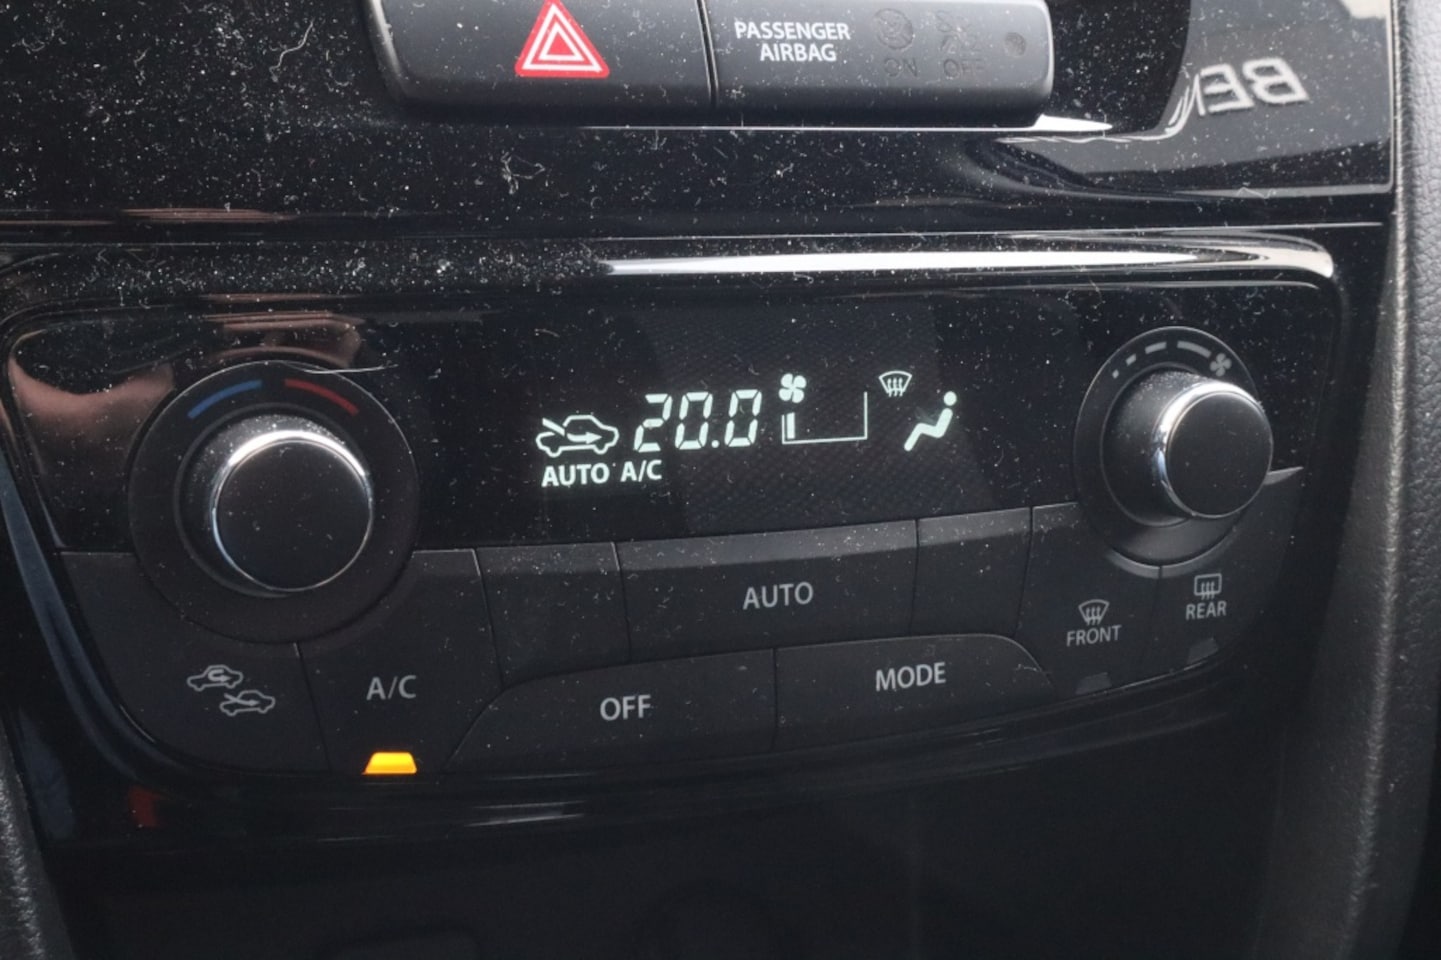 PASSENGER
AIRBAG
ON OFF
20.0
AUTO A/C
AUTO
FRONT
REAR
A/C
OFF
MODE